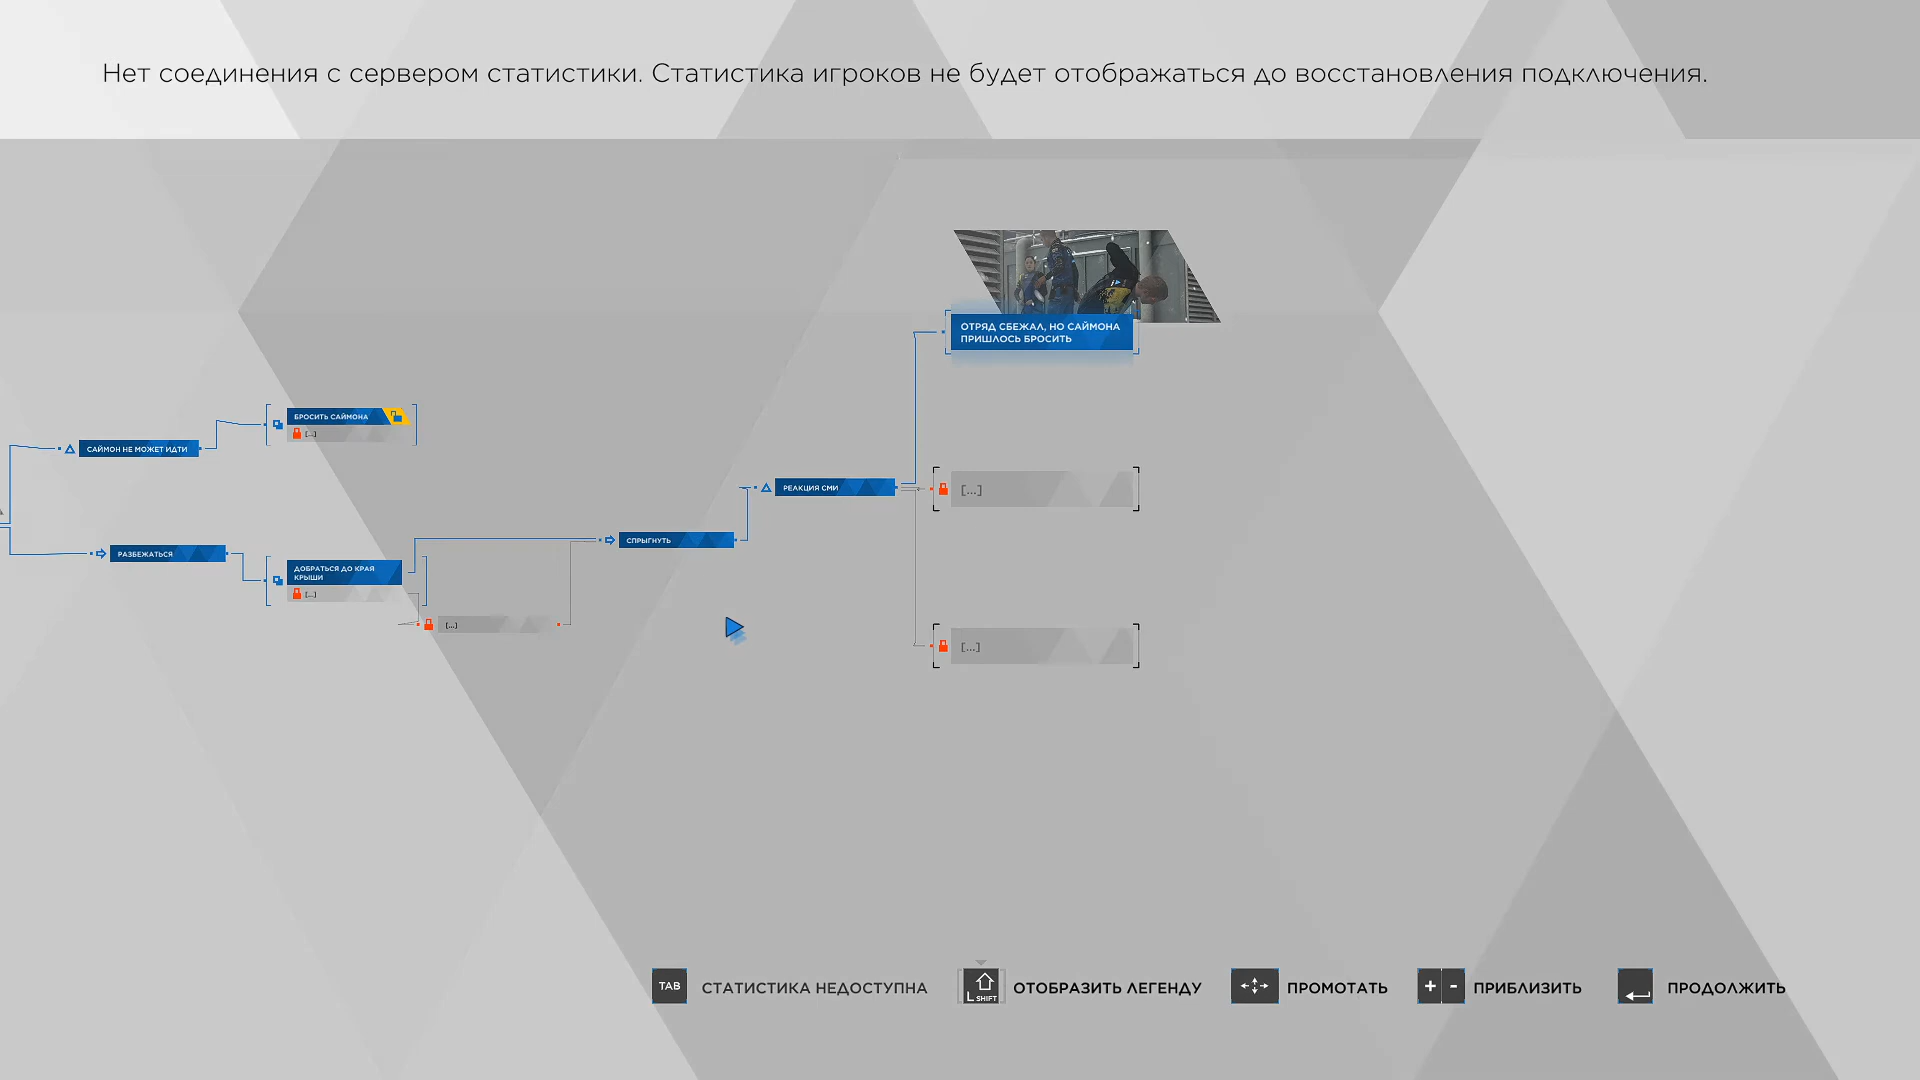 Нет соединения с сервером статистики. Статистика игроков не будет отображаться до восстановления подключения.
ОТРЯД СБЕЖАЛ, НО САЙМОНА
ПРИШЛОСЬ БРОСИТЬ
БРОСИТЬ САЙМОНА
[...]
САЙМОН НЕ МОЖЕТ ИДТИ
РЕАКЦИЯ СМИ
[...]
СПРЫГНУТЬ
РАЗБЕЖАТЬСЯ
ДОБРАТЬСЯ ДО КРАЯ
КРЫШИ
[...]
[...]
[...]
TAB СТАТИСТИКА НЕДОСТУПНА
L SHIFT ОТОБРАЗИТЬ ЛЕГЕНДУ
ПРОМОТАТЬ
+ - ПРИБЛИЗИТЬ
ПРОДОЛЖИТЬ